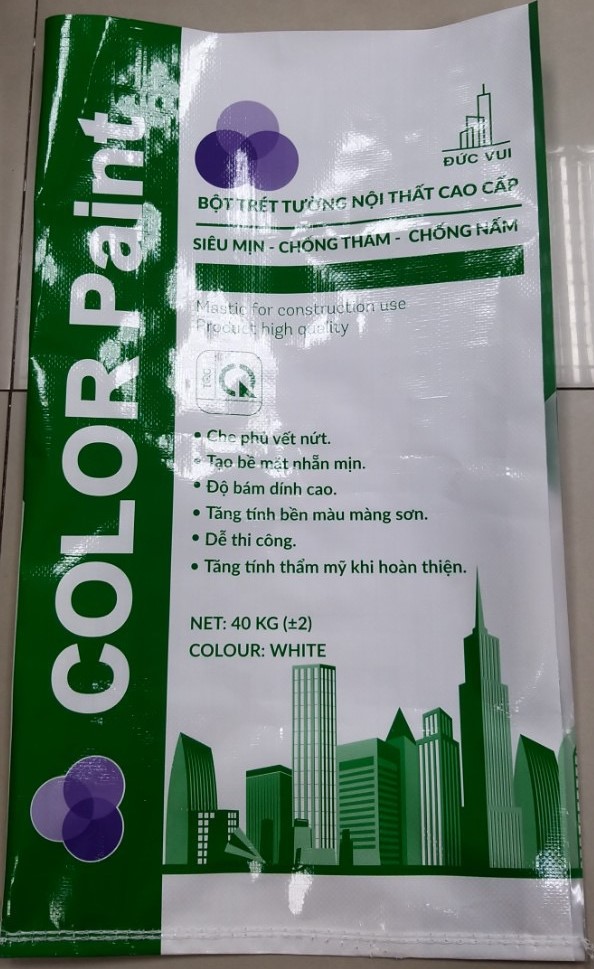 COLOR Paint
ĐỨC VUI
BỘT TRÉT TƯỜNG NỘI THẤT CAO CẤP
SIÊU MỊN - CHỐNG THẤM - CHỐNG NẤM
Mastic for construction use
Product high quality
• Che phủ vết nứt.
• Tạo bề mặt nhẵn mịn.
• Độ bám dính cao.
• Tăng tính bền màu màng sơn.
• Dễ thi công.
• Tăng tính thẩm mỹ khi hoàn thiện.
NET: 40 KG (±2)
COLOUR: WHITE